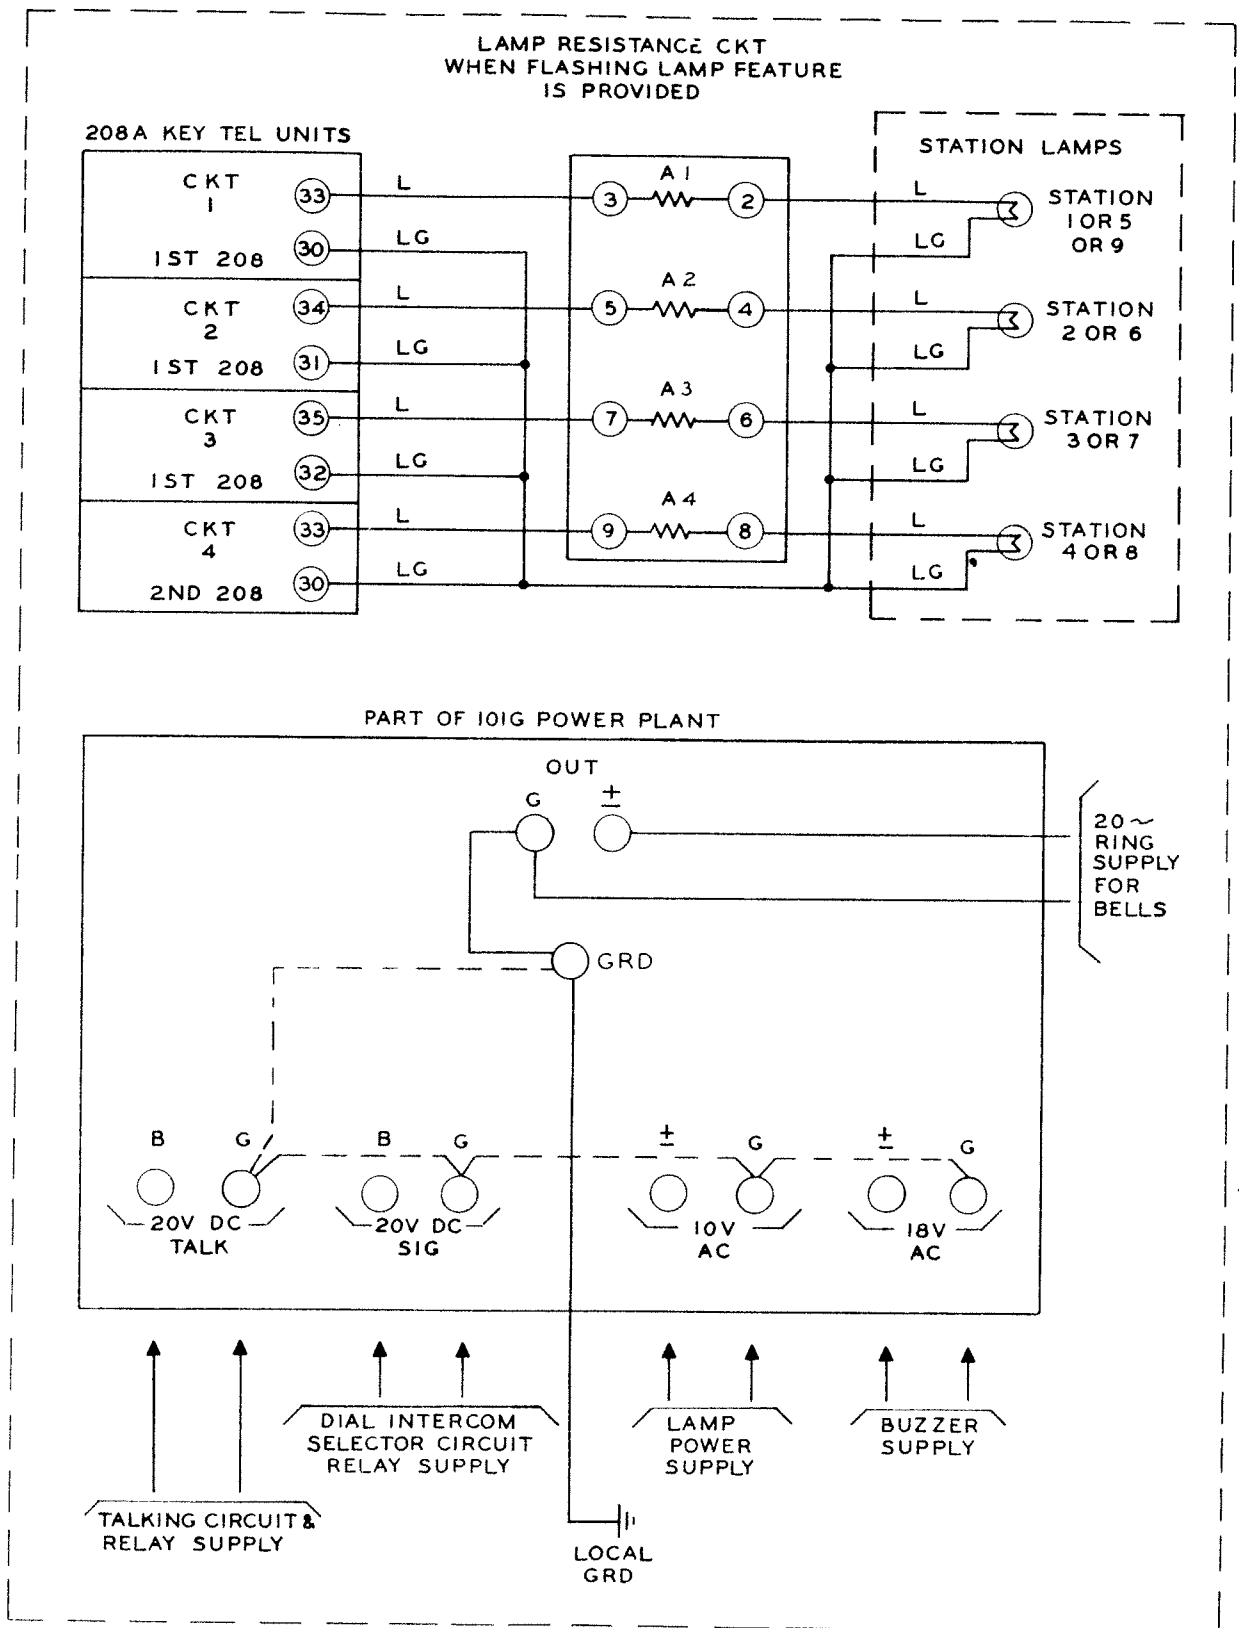 LAMP RESISTANCE CKT
WHEN FLASHING LAMP FEATURE
IS PROVIDED
208A KEY TEL UNITS
STATION LAMPS
CKT
1
33
L
3
A1
2
L
STATION
1 OR 5
OR 9
1ST 208
30
LG
LG
CKT
2
34
L
5
A2
4
L
STATION
2 OR 6
1ST 208
31
LG
LG
CKT
3
35
L
7
A3
6
L
STATION
3 OR 7
1ST 208
32
LG
LG
CKT
4
33
L
9
A4
8
L
STATION
4 OR 8
2ND 208
30
LG
LG
PART OF 101G POWER PLANT
OUT
G
±
20~
RING
SUPPLY
FOR
BELLS
GRD
B
G
B
G
±
G
±
G
20V DC
TALK
20V DC
SIG
10V
AC
18V
AC
DIAL INTERCOM
SELECTOR CIRCUIT
RELAY SUPPLY
LAMP
POWER
SUPPLY
BUZZER
SUPPLY
TALKING CIRCUIT &
RELAY SUPPLY
LOCAL
GRD